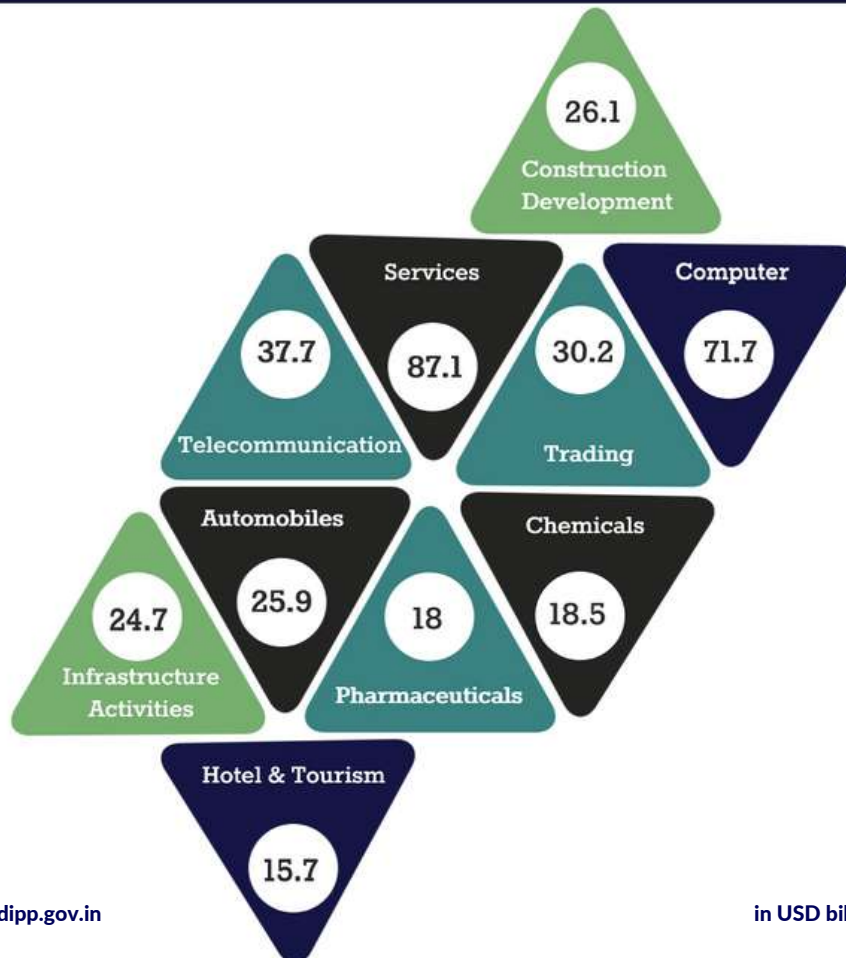 26.1
Construction
Development
Services
Computer
37.7
87.1
30.2
71.7
Telecommunication
Trading
Automobiles
Chemicals
24.7
25.9
18
18.5
Infrastructure
Activities
Pharmaceuticals
Hotel & Tourism
15.7
dipp.gov.in
in USD bil